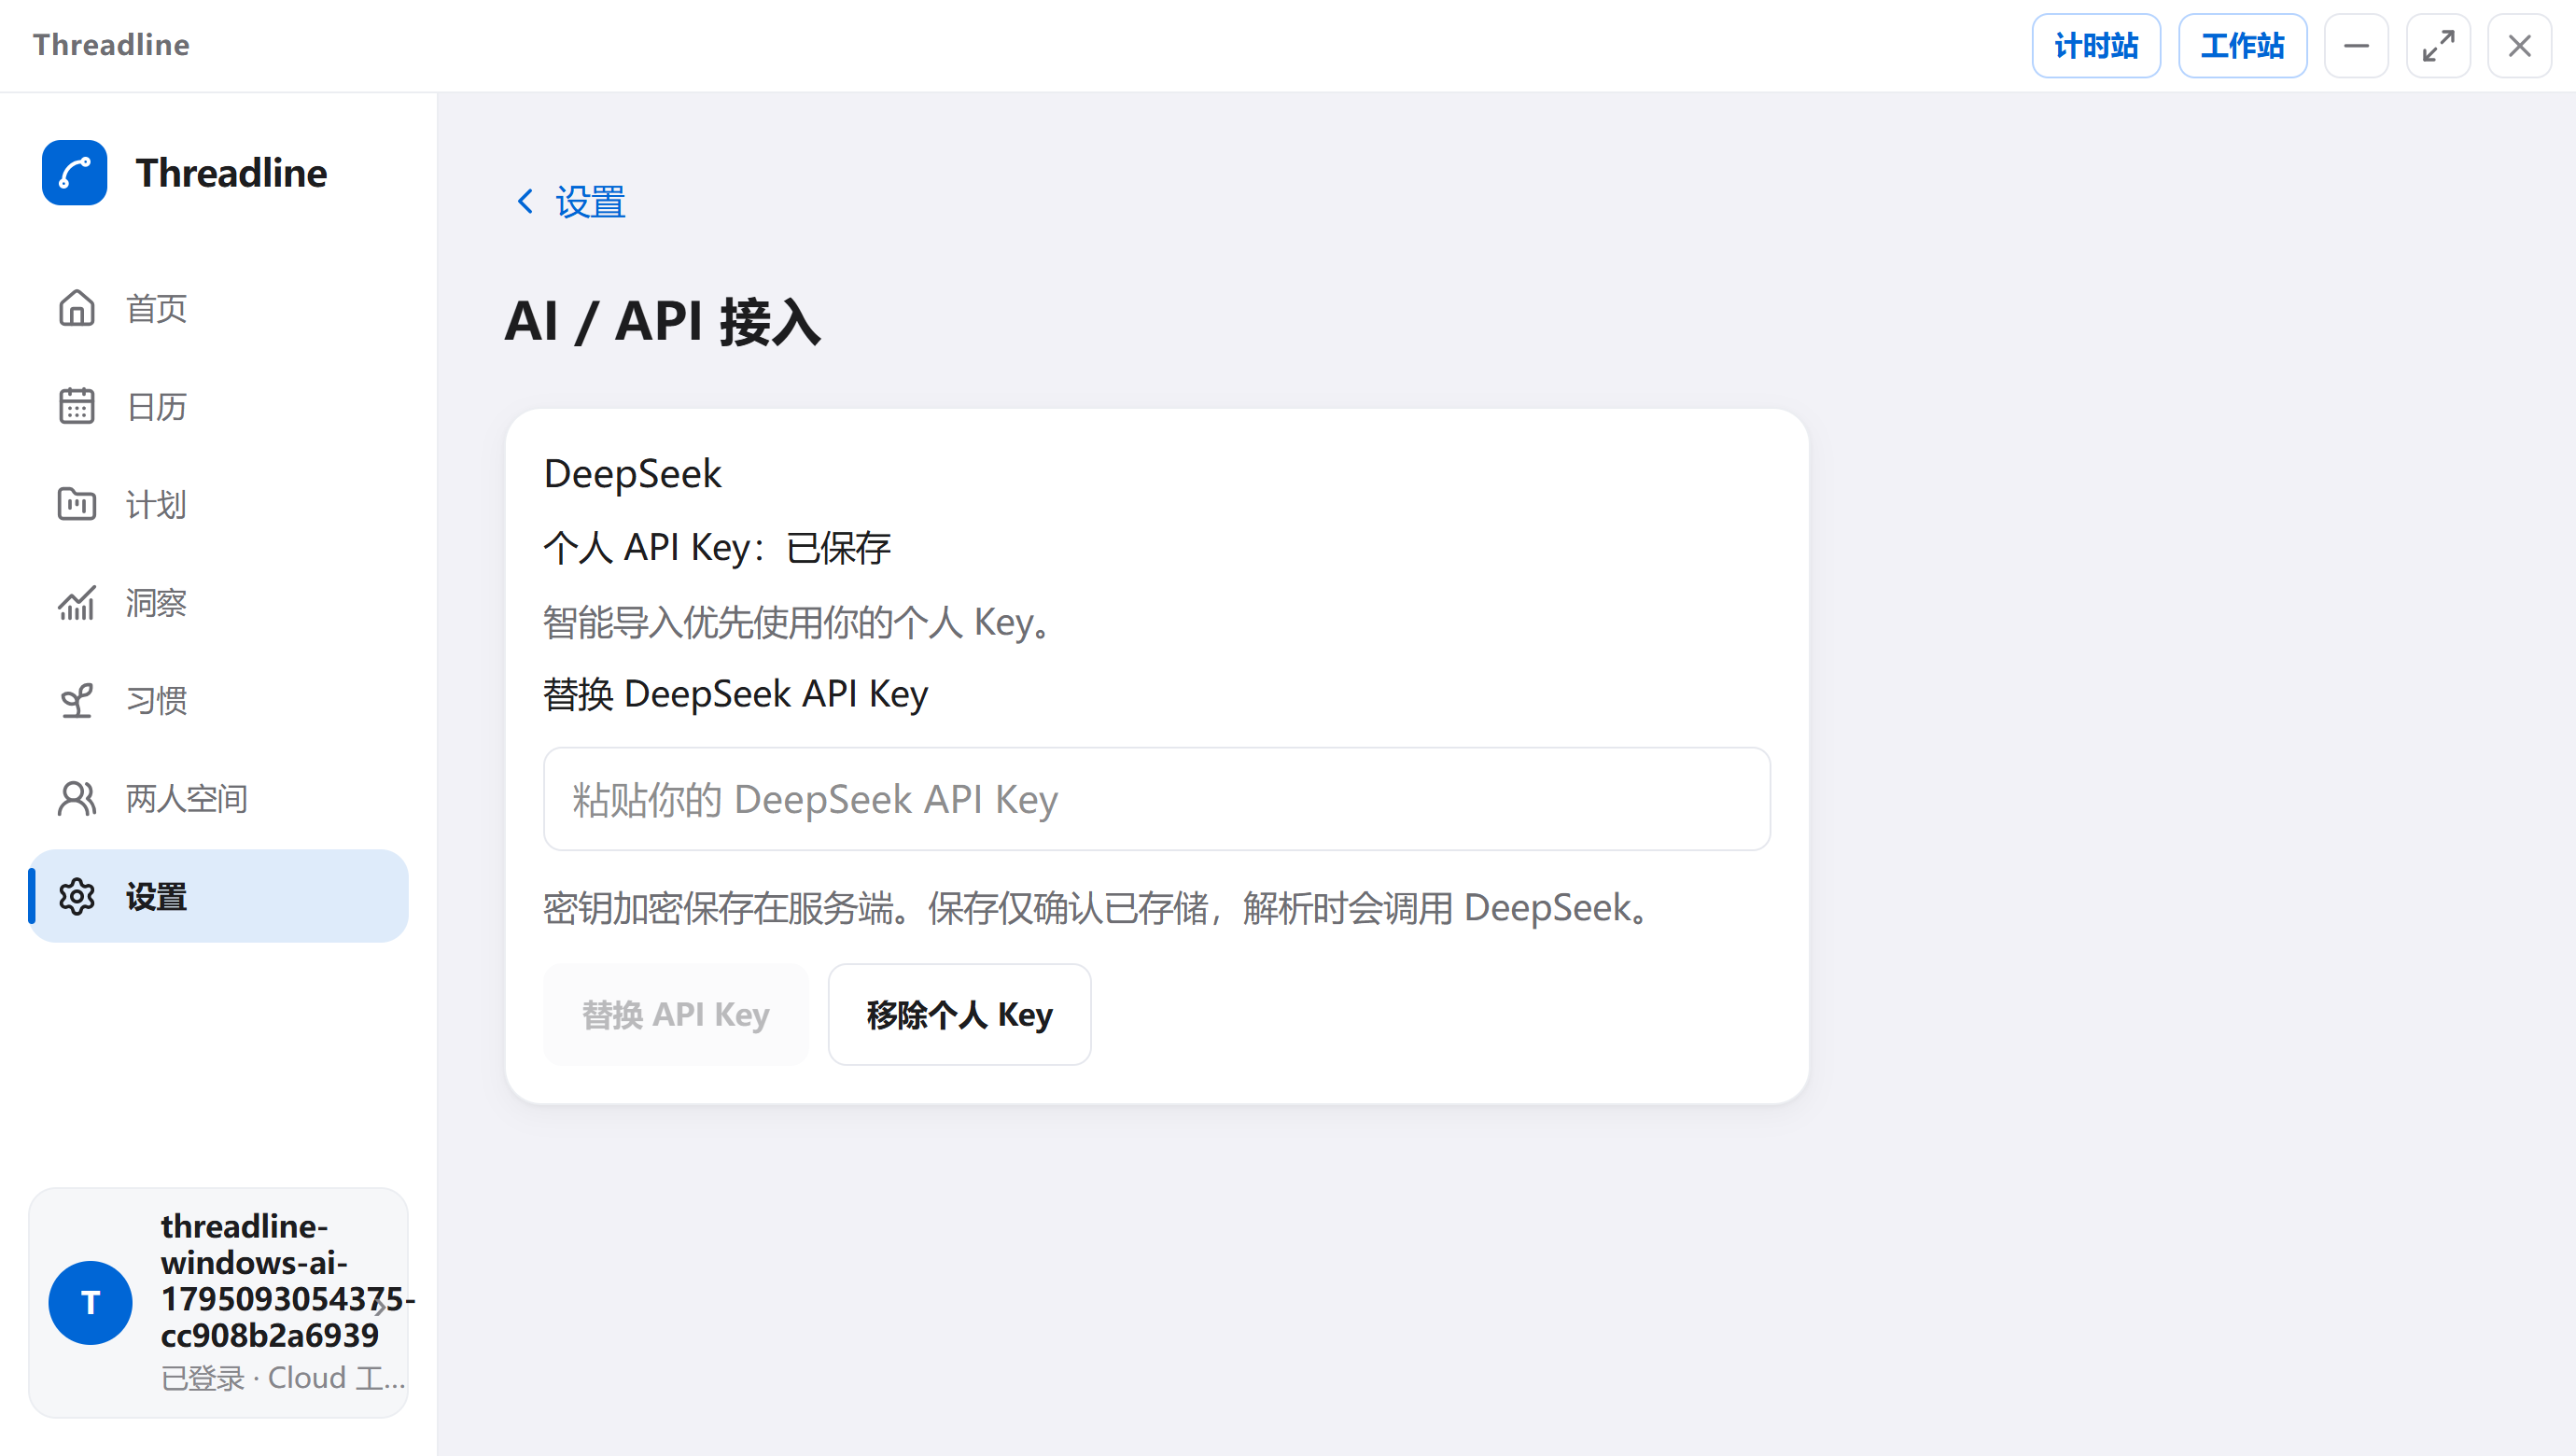 Threadline
计时站
工作站
Threadline
首页
日历
计划
洞察
习惯
两人空间
设置
threadline-
windows-ai-
1795093054375-
cc908b2a6939
已登录 · Cloud 工...
T
设置
AI / API 接入
DeepSeek
个人 API Key：已保存
智能导入优先使用你的个人 Key。
替换 DeepSeek API Key
粘贴你的 DeepSeek API Key
密钥加密保存在服务端。保存仅确认已存储，解析时会调用 DeepSeek。
替换 API Key
移除个人 Key